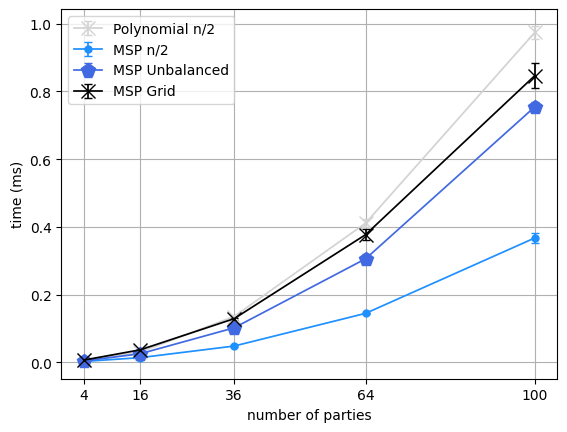 Polynomial n/2
MSP n/2
MSP Unbalanced
MSP Grid
time (ms)
1.0
0.8
0.6
0.4
0.2
0.0
4 16 36 64 100
number of parties